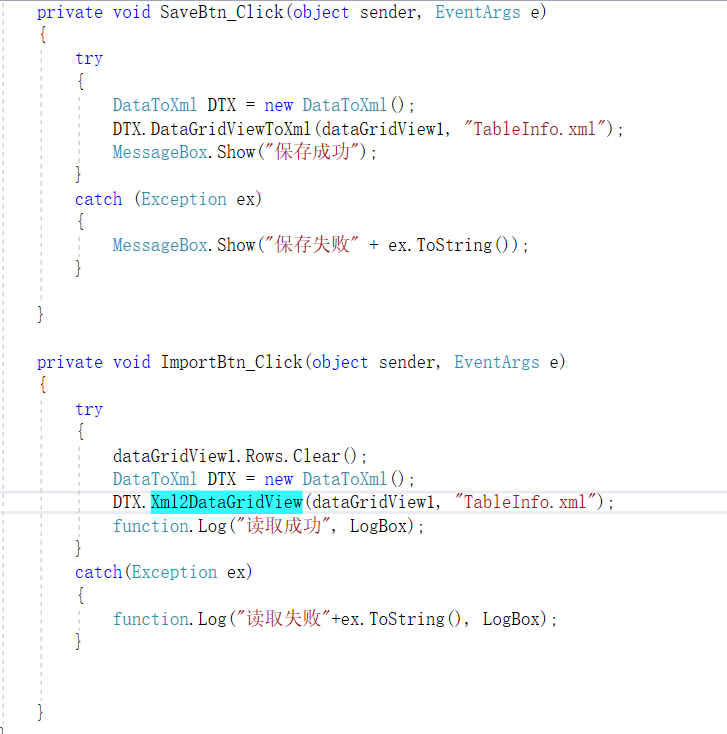 private void SaveBtn_Click(object sender, EventArgs e)
{
try
{
DataToXml DTX = new DataToXml();
DTX.DataGridViewToXml(dataGridView1, "TableInfo.xml");
MessageBox.Show("保存成功");
}
catch (Exception ex)
{
MessageBox.Show("保存失败" + ex.ToString());
}
}
private void ImportBtn_Click(object sender, EventArgs e)
{
try
{
dataGridView1.Rows.Clear();
DataToXml DTX = new DataToXml();
DTX.Xml2DataGridView(dataGridView1, "TableInfo.xml");
function.Log("读取成功", LogBox);
}
catch(Exception ex)
{
function.Log("读取失败"+ex.ToString(), LogBox);
}
}